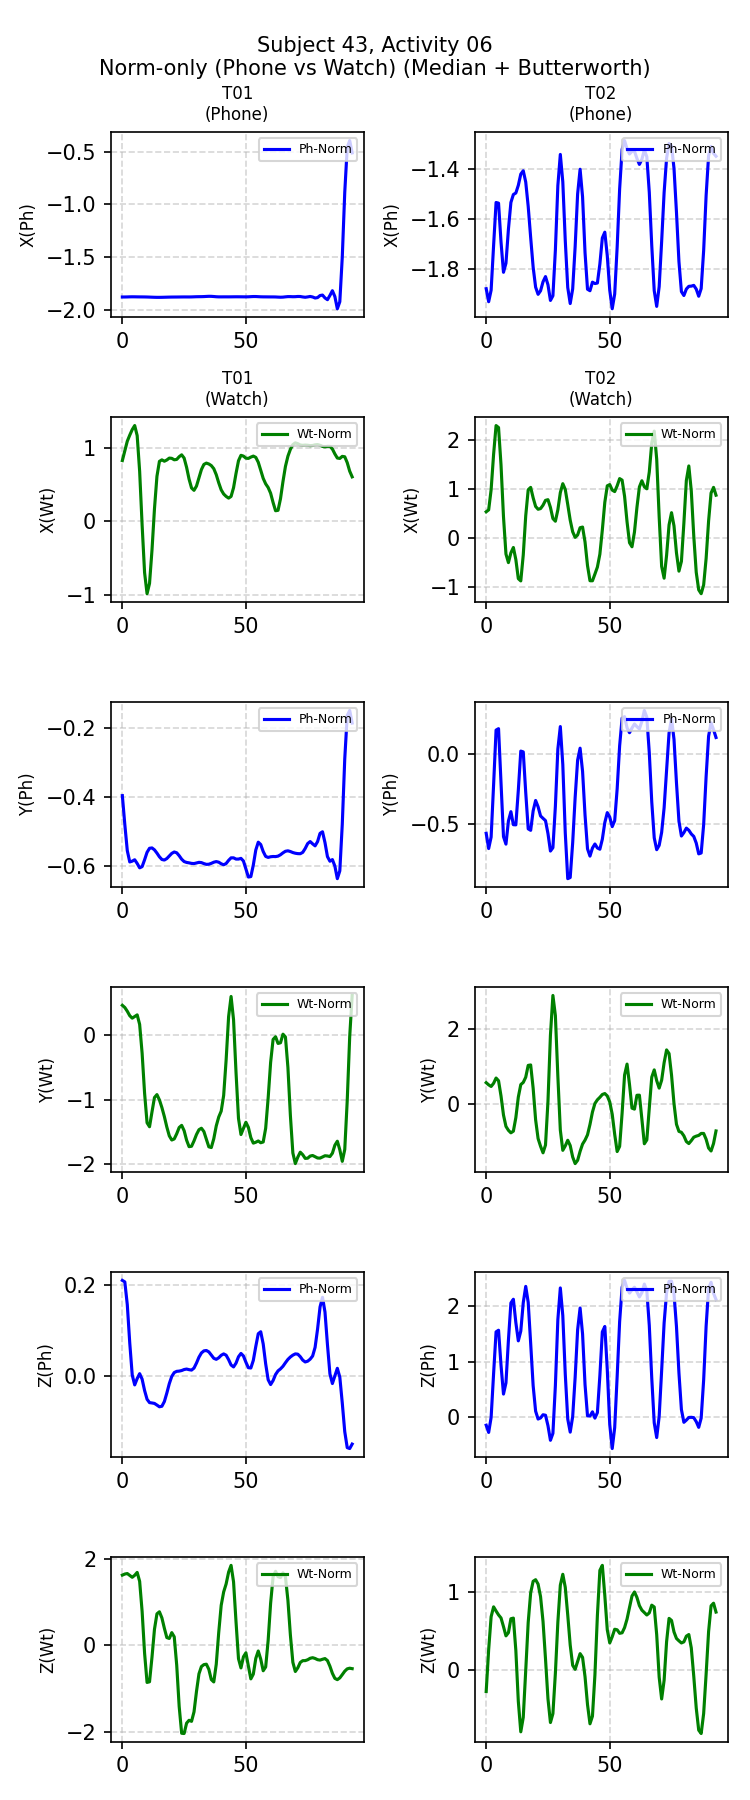 Subject 43, Activity 06
Norm-only (Phone vs Watch) (Median + Butterworth)
T01
(Phone)
T02
(Phone)
X(Ph)
−0.5
−1.0
−1.5
−2.0
0
50
Ph-Norm
X(Ph)
−1.4
−1.6
−1.8
0
50
Ph-Norm
T01
(Watch)
T02
(Watch)
X(Wt)
1
0
−1
0
50
Wt-Norm
X(Wt)
2
1
0
−1
0
50
Wt-Norm
Y(Ph)
−0.2
−0.4
−0.6
0
50
Ph-Norm
Y(Ph)
0.0
−0.5
0
50
Ph-Norm
Y(Wt)
0
−1
−2
0
50
Wt-Norm
Y(Wt)
2
0
0
50
Wt-Norm
Z(Ph)
0.2
0.0
0
50
Ph-Norm
Z(Ph)
2
1
0
0
50
Ph-Norm
Z(Wt)
2
0
−2
0
50
Wt-Norm
Z(Wt)
1
0
0
50
Wt-Norm